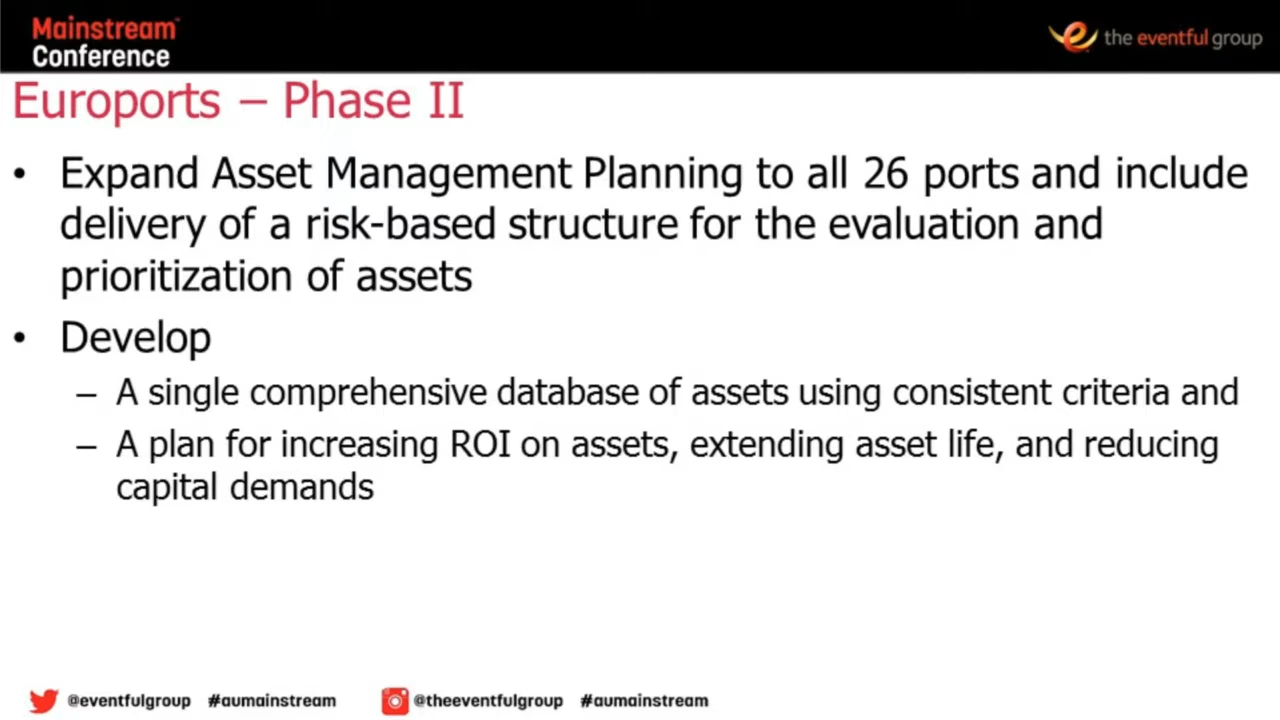 Mainstream™
Conference
the eventful group
Euroports – Phase II
• Expand Asset Management Planning to all 26 ports and include
delivery of a risk-based structure for the evaluation and
prioritization of assets
• Develop
– A single comprehensive database of assets using consistent criteria and
– A plan for increasing ROI on assets, extending asset life, and reducing
capital demands
@eventfulgroup #aumainstream @theeventfulgroup #aumainstream